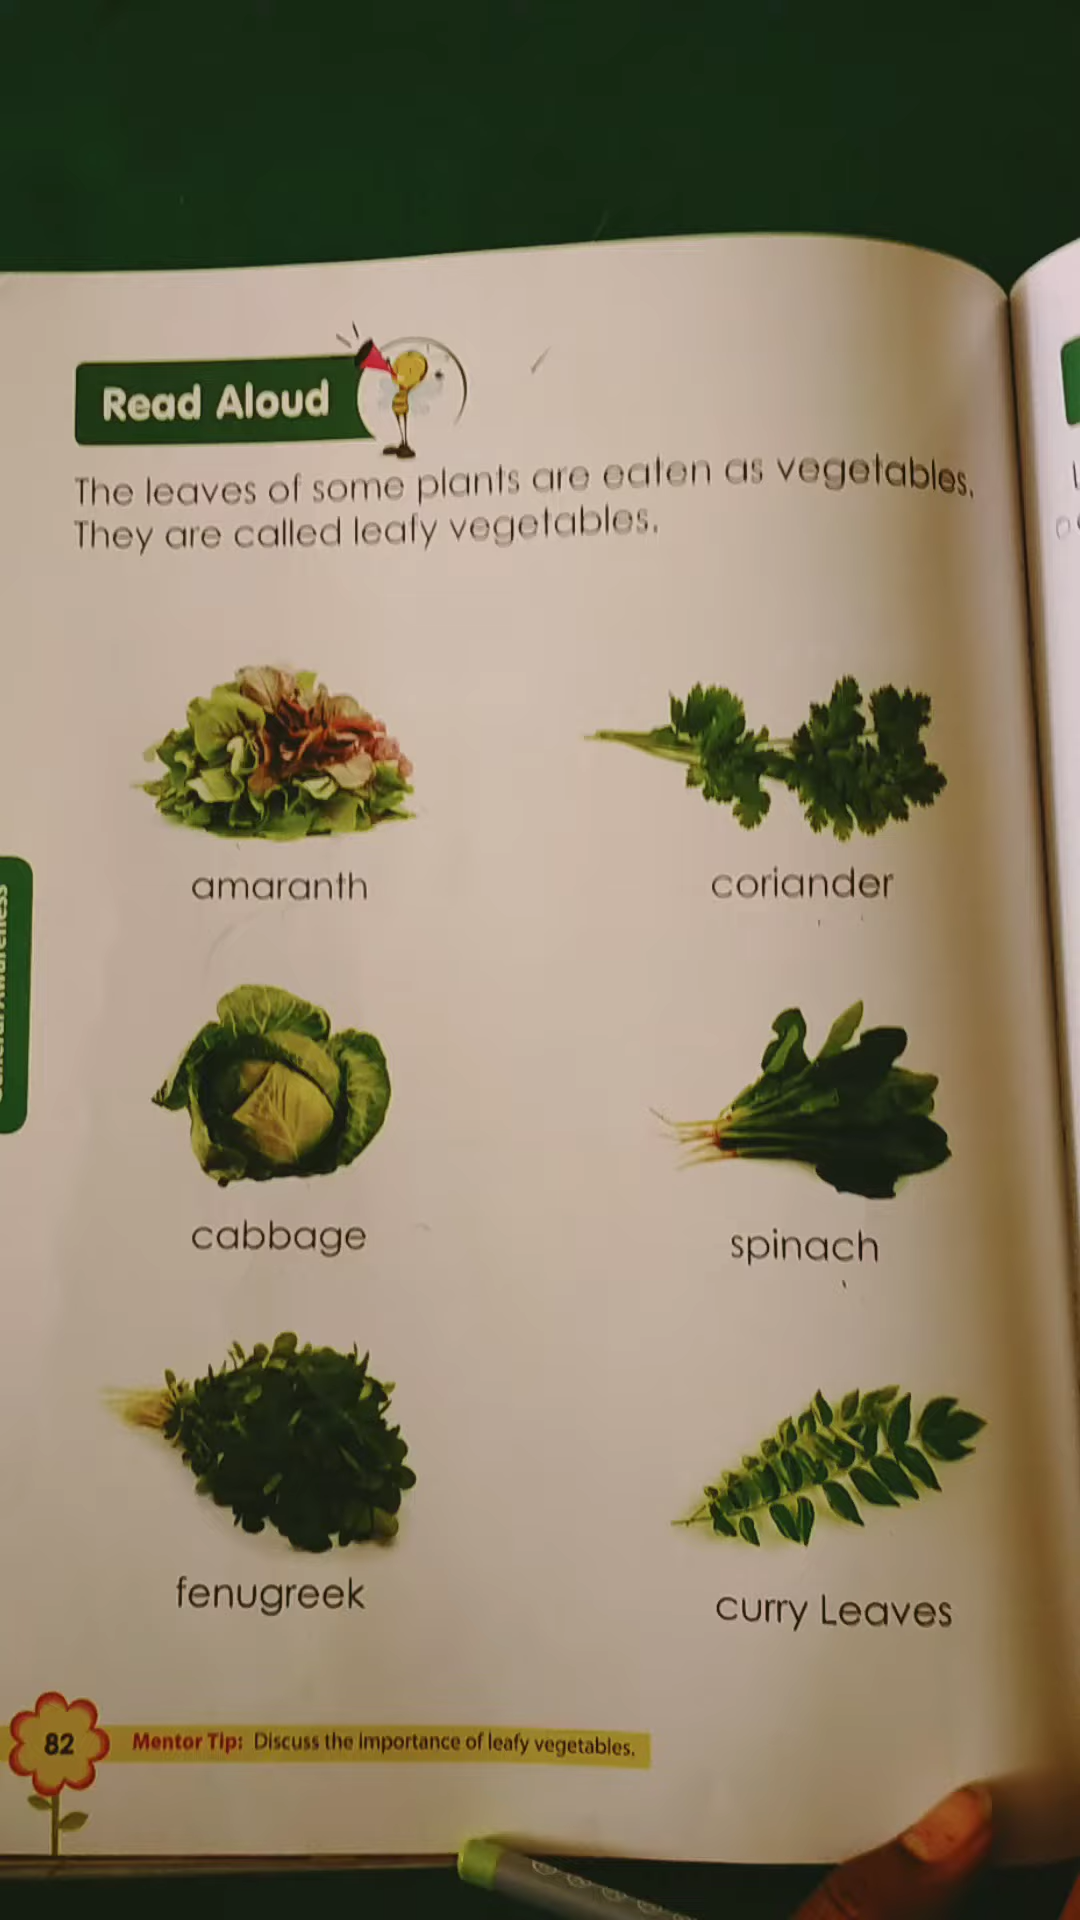 Read Aloud
The leaves of some plants are eaten as vegetables.
They are called leafy vegetables.
amaranth
coriander
cabbage
spinach
fenugreek
curry Leaves
82
Mentor Tip: Discuss the importance of leafy vegetables.